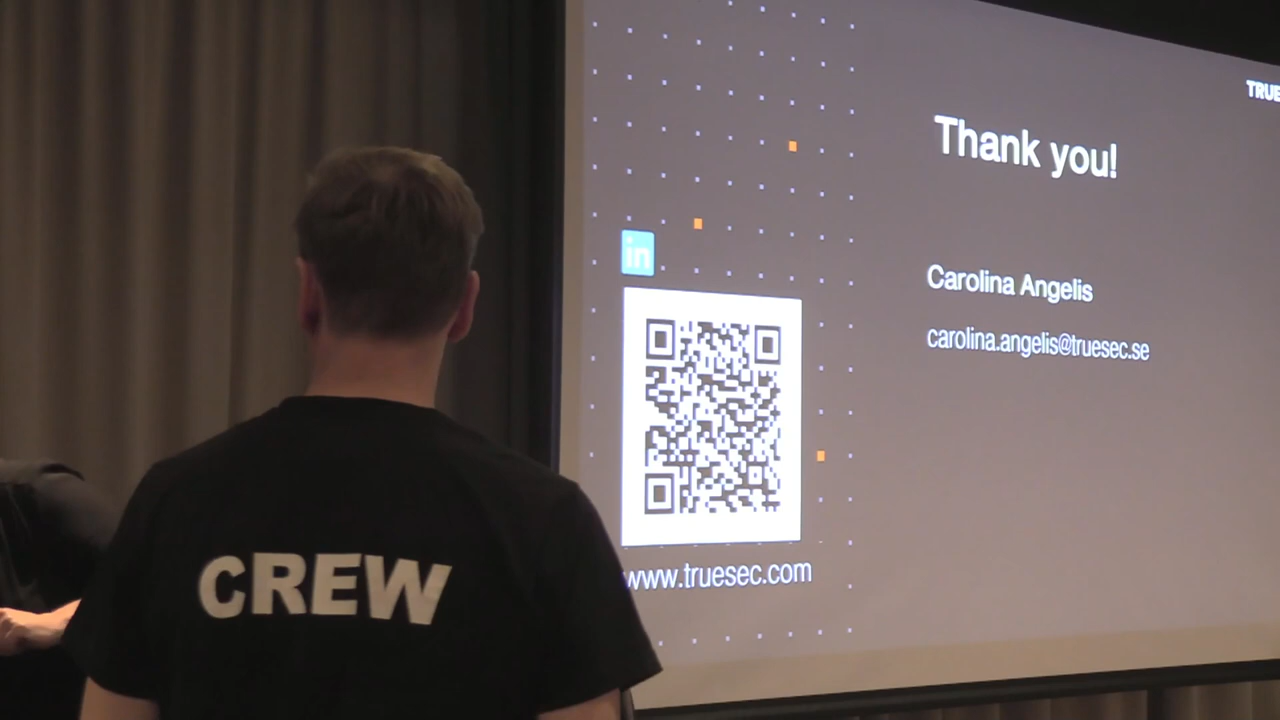 TRUE
Thank you!
in
Carolina Angelis
carolina.angelis@truesec.se
www.truesec.com
CREW